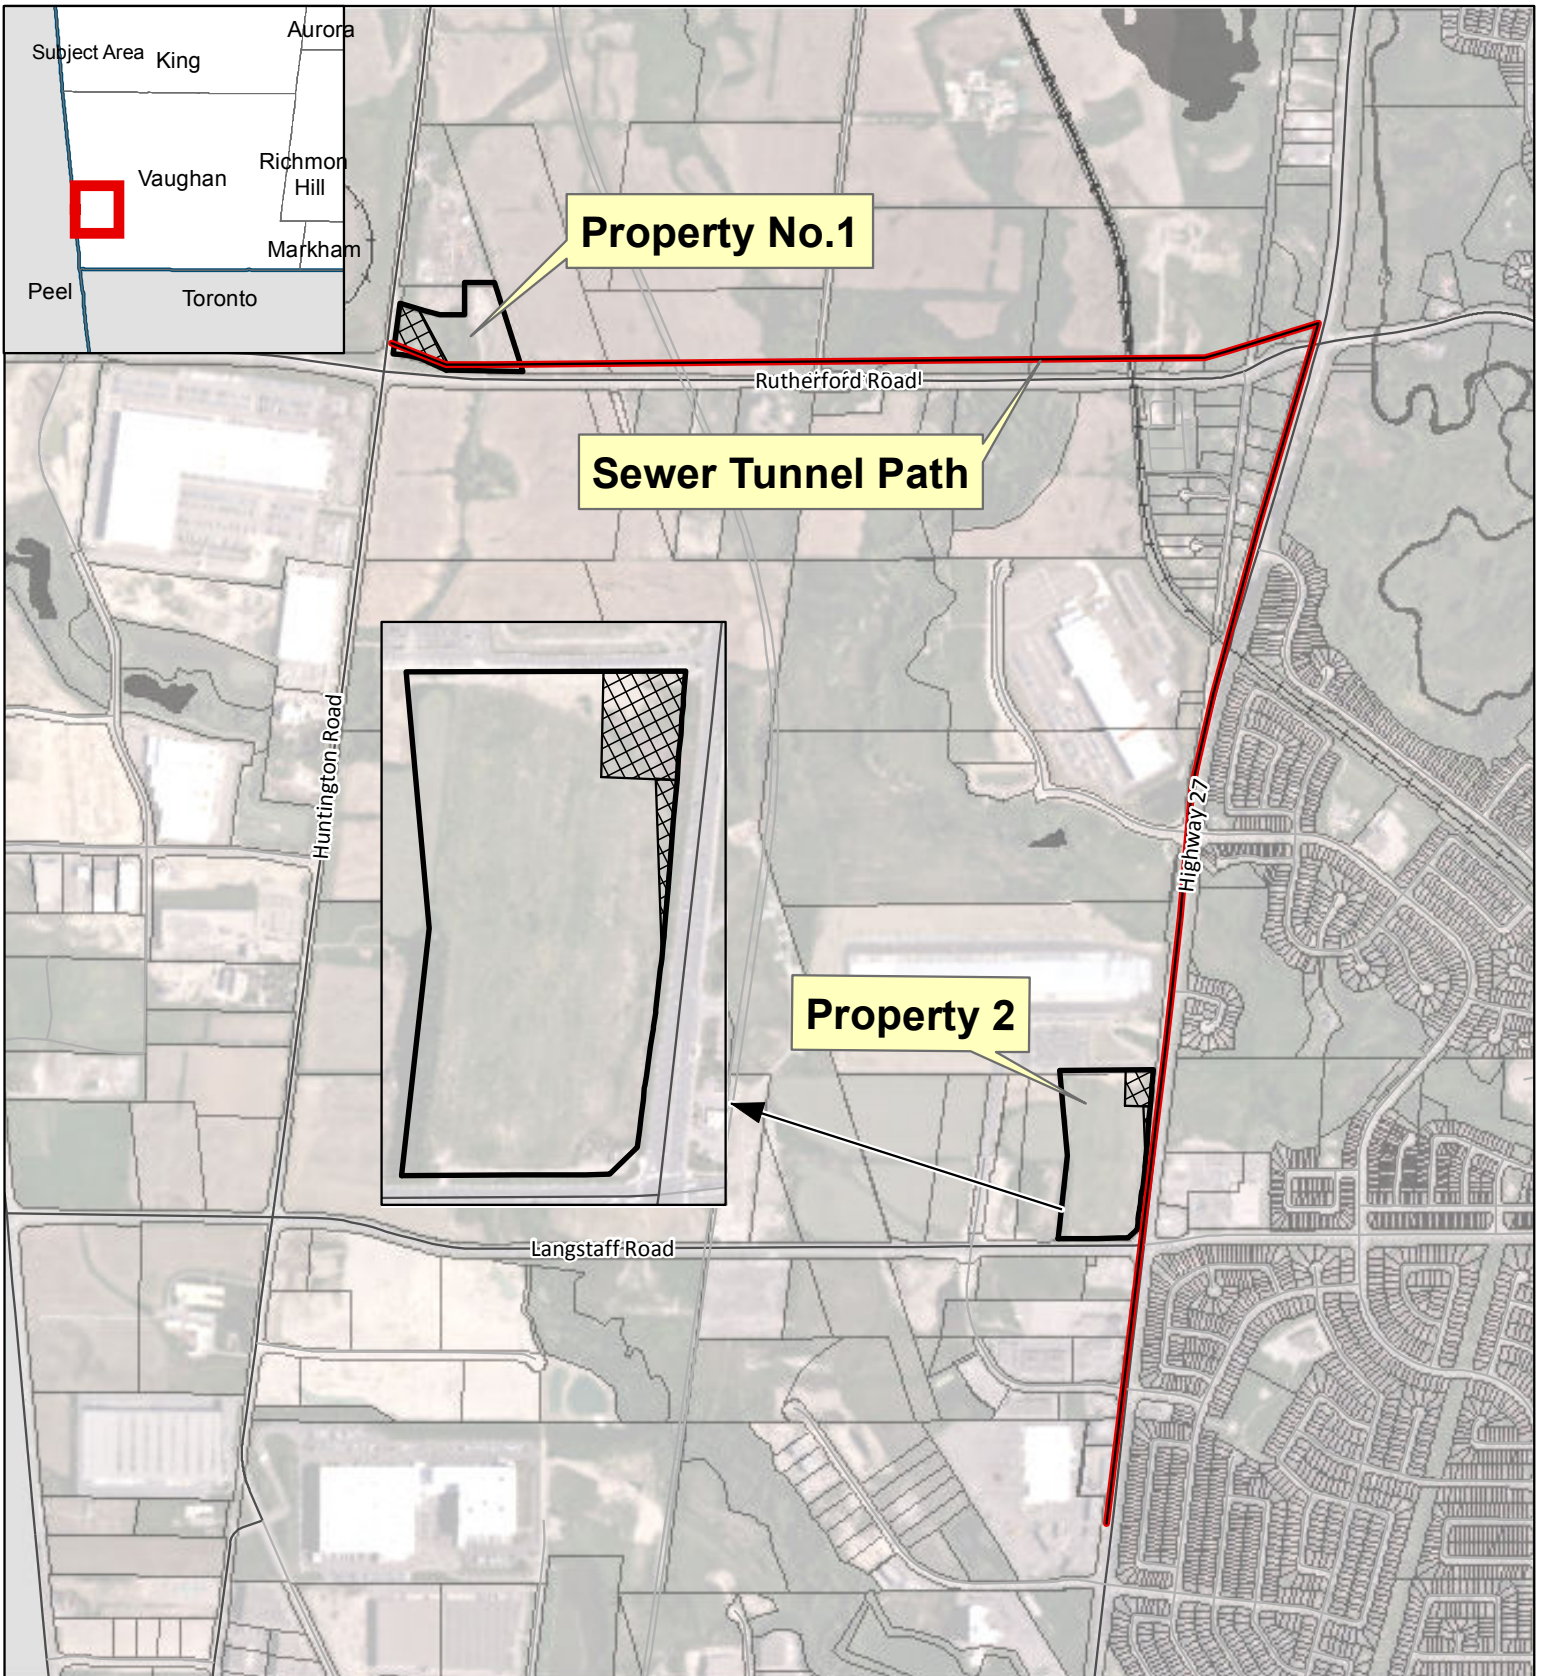 Aurora
Subject Area
King
Vaughan
Richmon
Hill
Markham
Peel
Toronto
Property No.1
Rutherford Road
Sewer Tunnel Path
Huntington Road
Highway 27
Property 2
Langstaff Road